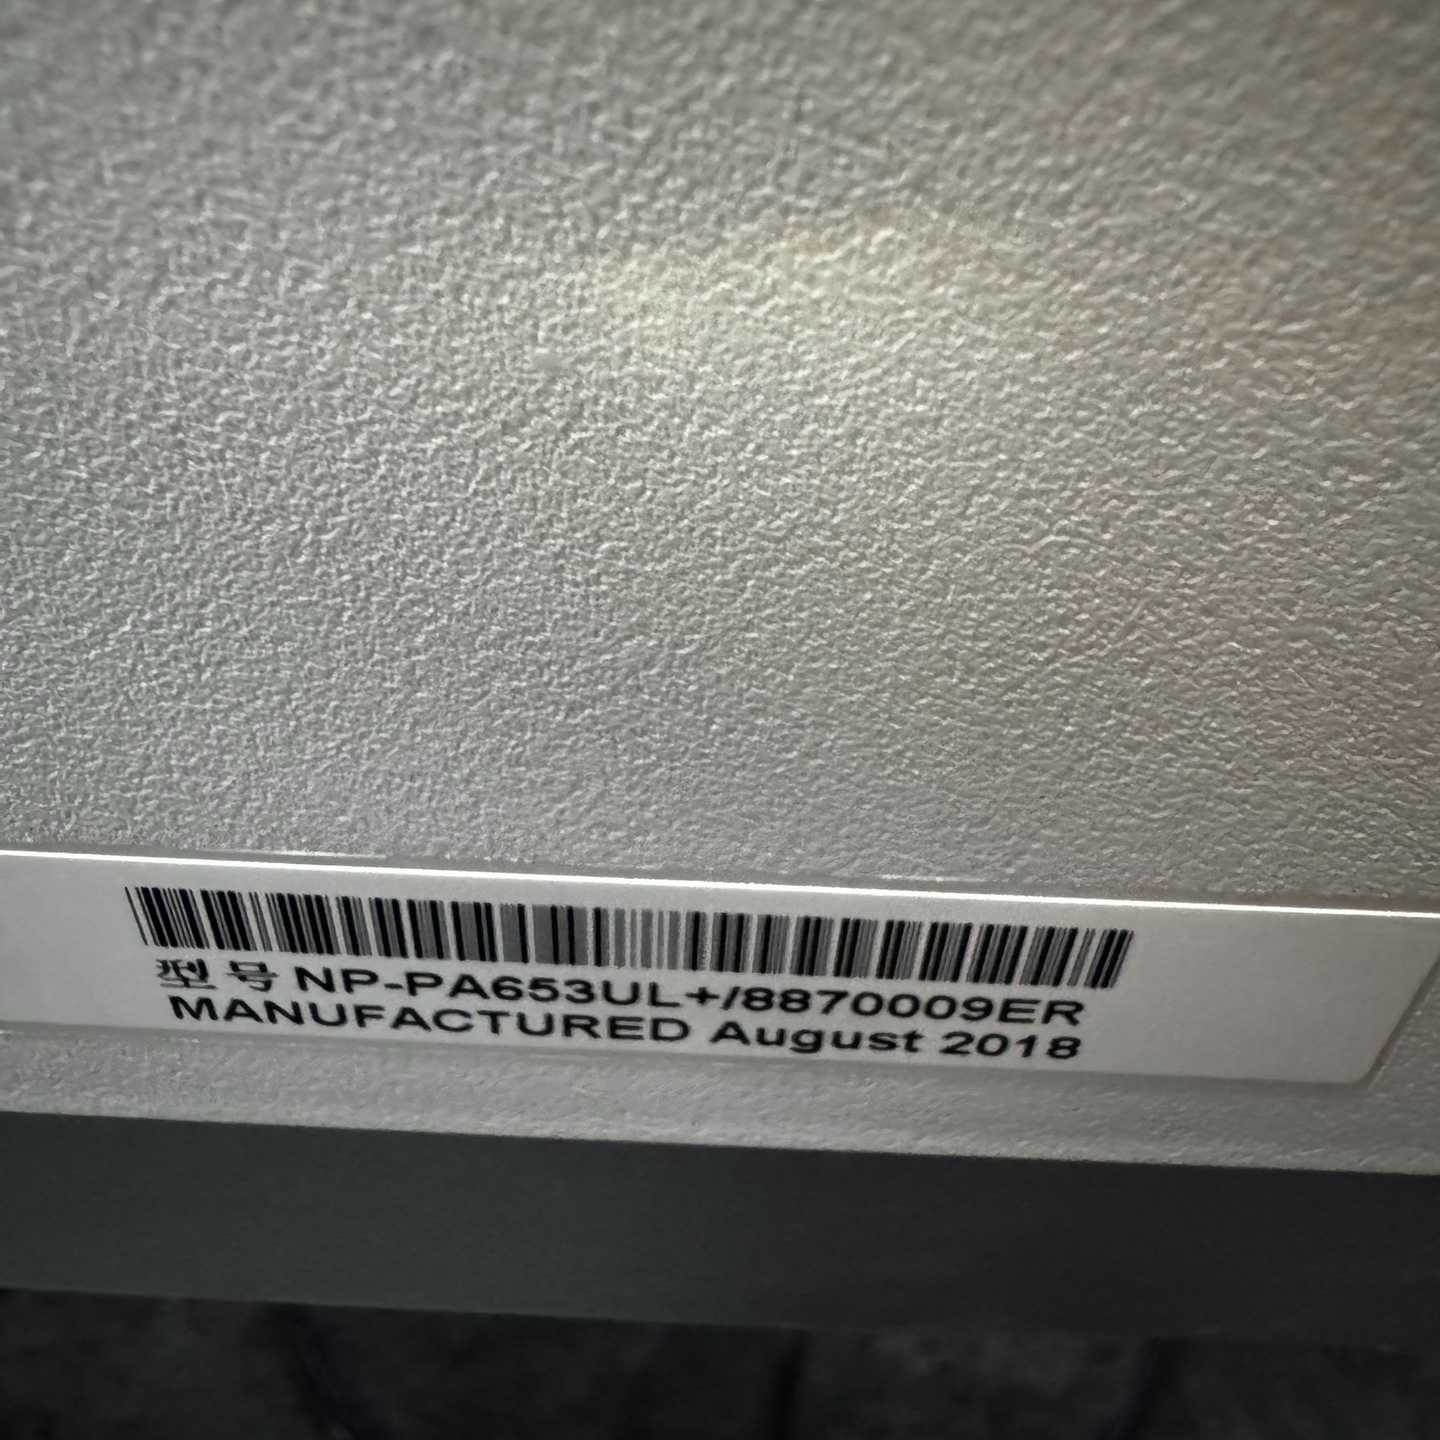 型号 NP-PA653UL+/8870009ER
MANUFACTURED August 2018